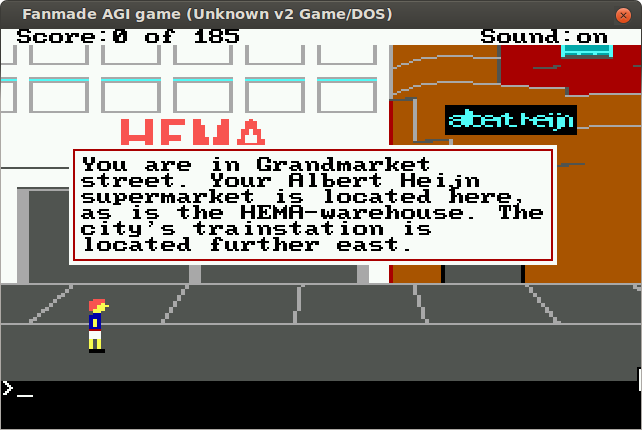 Fanmade AGI game (Unknown v2 Game/DOS)
Score:0 of 185 Sound:on
HEMA
albert heijn
You are in Grandmarket
street. Your Albert Heijn
supermarket is located here,
as is the HEMA-warehouse. The
city's trainstation is
located further east.
>_